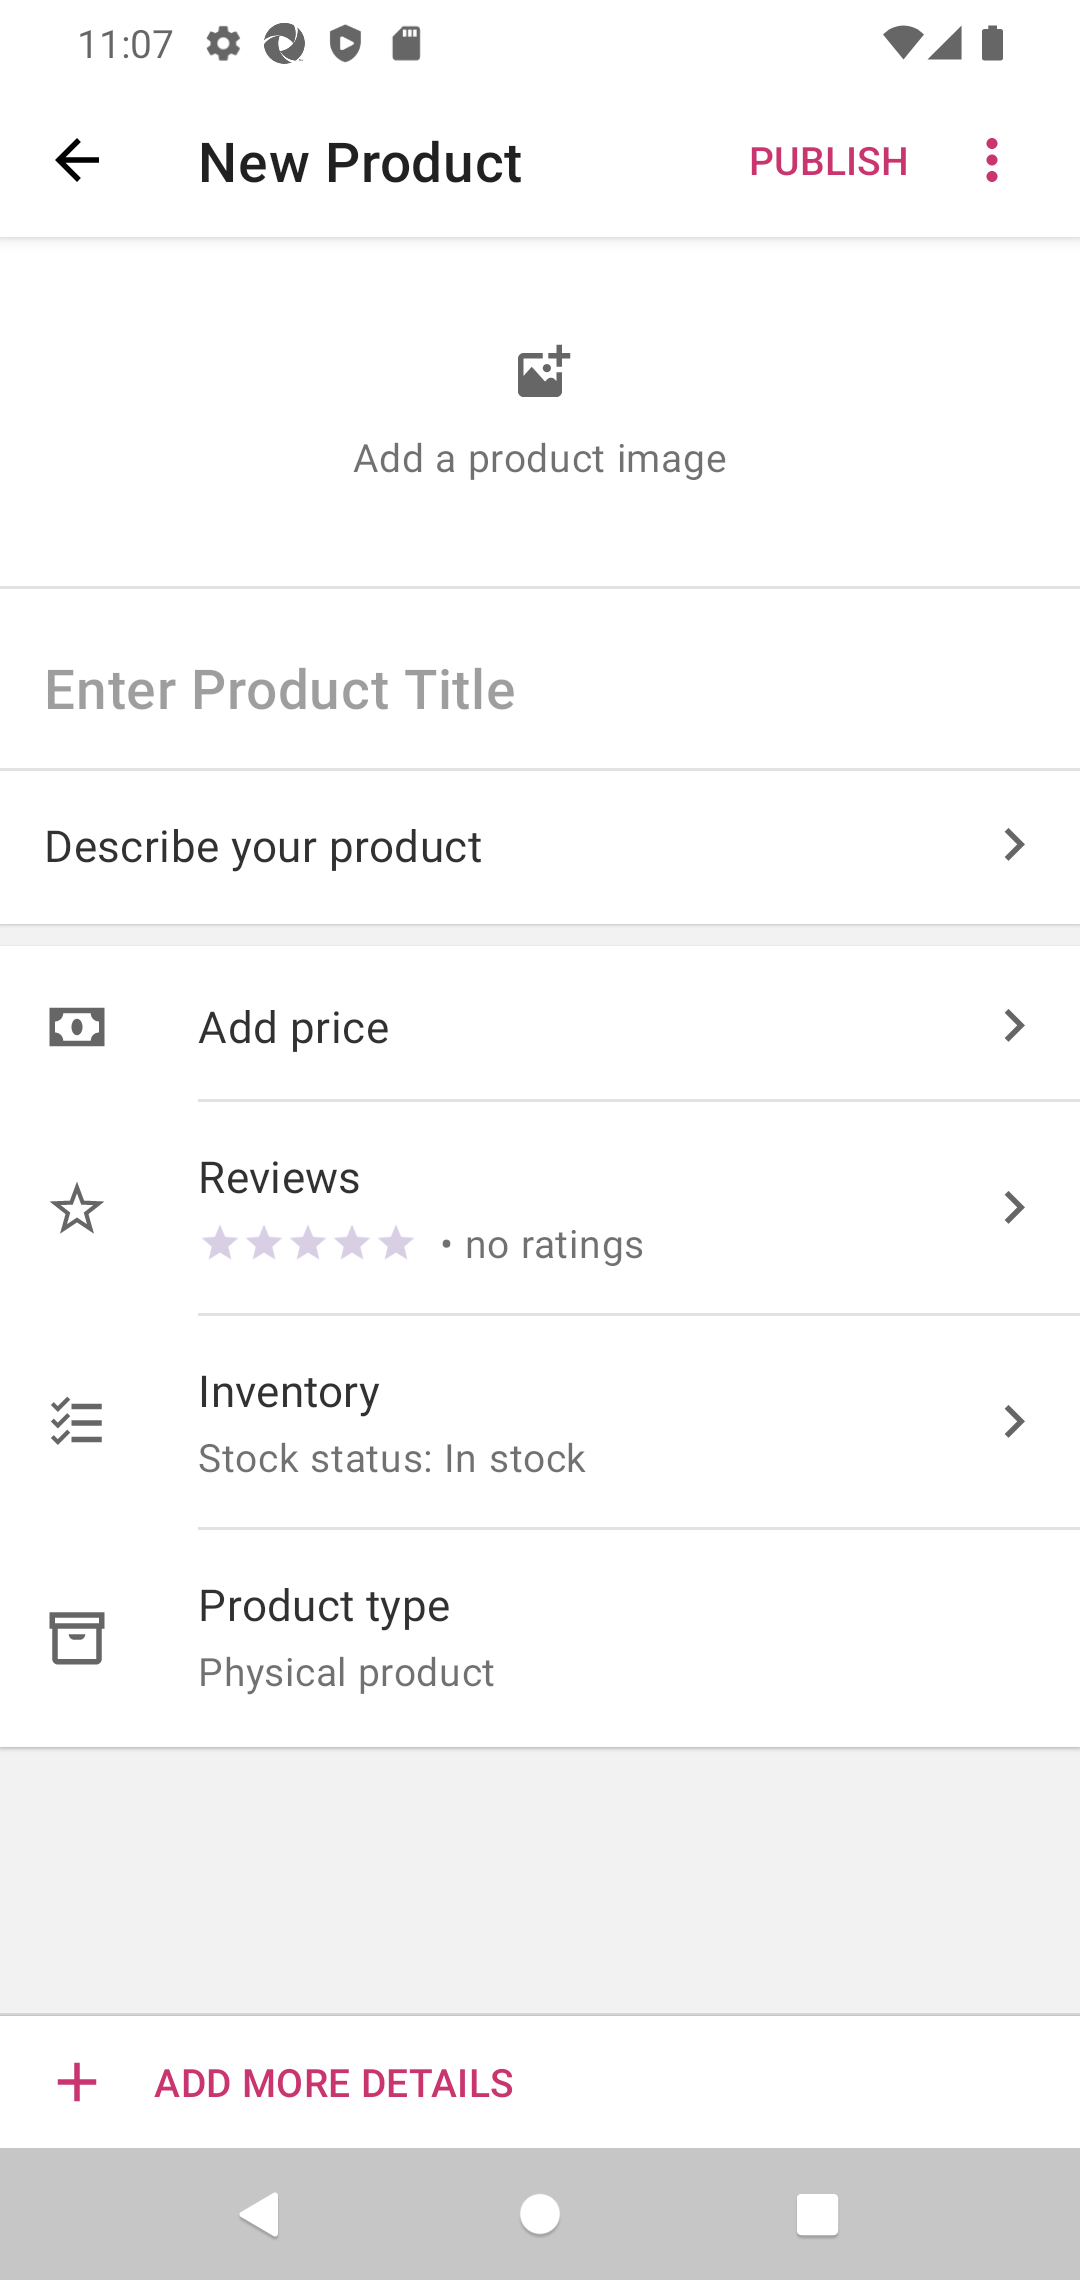 11:07
New Product
PUBLISH
Add a product image
Enter Product Title
Describe your product
Add price
Reviews
• no ratings
Inventory
Stock status: In stock
Product type
Physical product
ADD MORE DETAILS